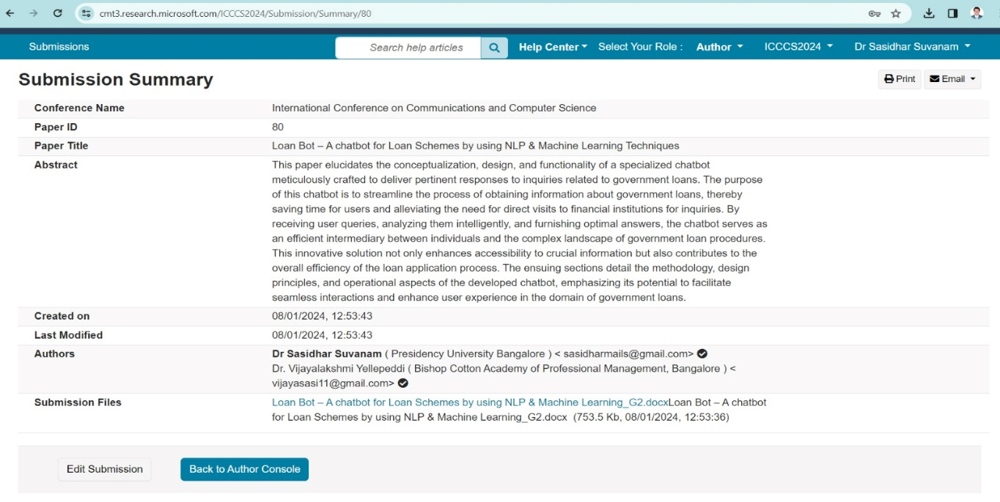 cmt3.research.microsoft.com/ICCCS2024/Submission/Summary/80
Submissions
Search help articles
Help Center
Select Your Role :
Author
ICCCS2024
Dr Sasidhar Suvanam
Submission Summary
Print
Email
Conference Name International Conference on Communications and Computer Science
Paper ID 80
Paper Title Loan Bot – A chatbot for Loan Schemes by using NLP & Machine Learning Techniques
Abstract This paper elucidates the conceptualization, design, and functionality of a specialized chatbot
meticulously crafted to deliver pertinent responses to inquiries related to government loans. The purpose
of this chatbot is to streamline the process of obtaining information about government loans, thereby
saving time for users and alleviating the need for direct visits to financial institutions for inquiries. By
receiving user queries, analyzing them intelligently, and furnishing optimal answers, the chatbot serves as
an efficient intermediary between individuals and the complex landscape of government loan procedures.
This innovative solution not only enhances accessibility to crucial information but also contributes to the
overall efficiency of the loan application process. The ensuing sections detail the methodology, design
principles, and operational aspects of the developed chatbot, emphasizing its potential to facilitate
seamless interactions and enhance user experience in the domain of government loans.
Created on 08/01/2024, 12:53:43
Last Modified 08/01/2024, 12:53:43
Authors Dr Sasidhar Suvanam ( Presidency University Bangalore ) < sasidharmails@gmail.com>
Dr. Vijayalakshmi Yellepeddi ( Bishop Cotton Academy of Professional Management, Bangalore ) <
vijayasasi11@gmail.com>
Submission Files Loan Bot – A chatbot for Loan Schemes by using NLP & Machine Learning_G2.docxLoan Bot – A chatbot
for Loan Schemes by using NLP & Machine Learning_G2.docx (753.5 Kb, 08/01/2024, 12:53:36)
Edit Submission
Back to Author Console